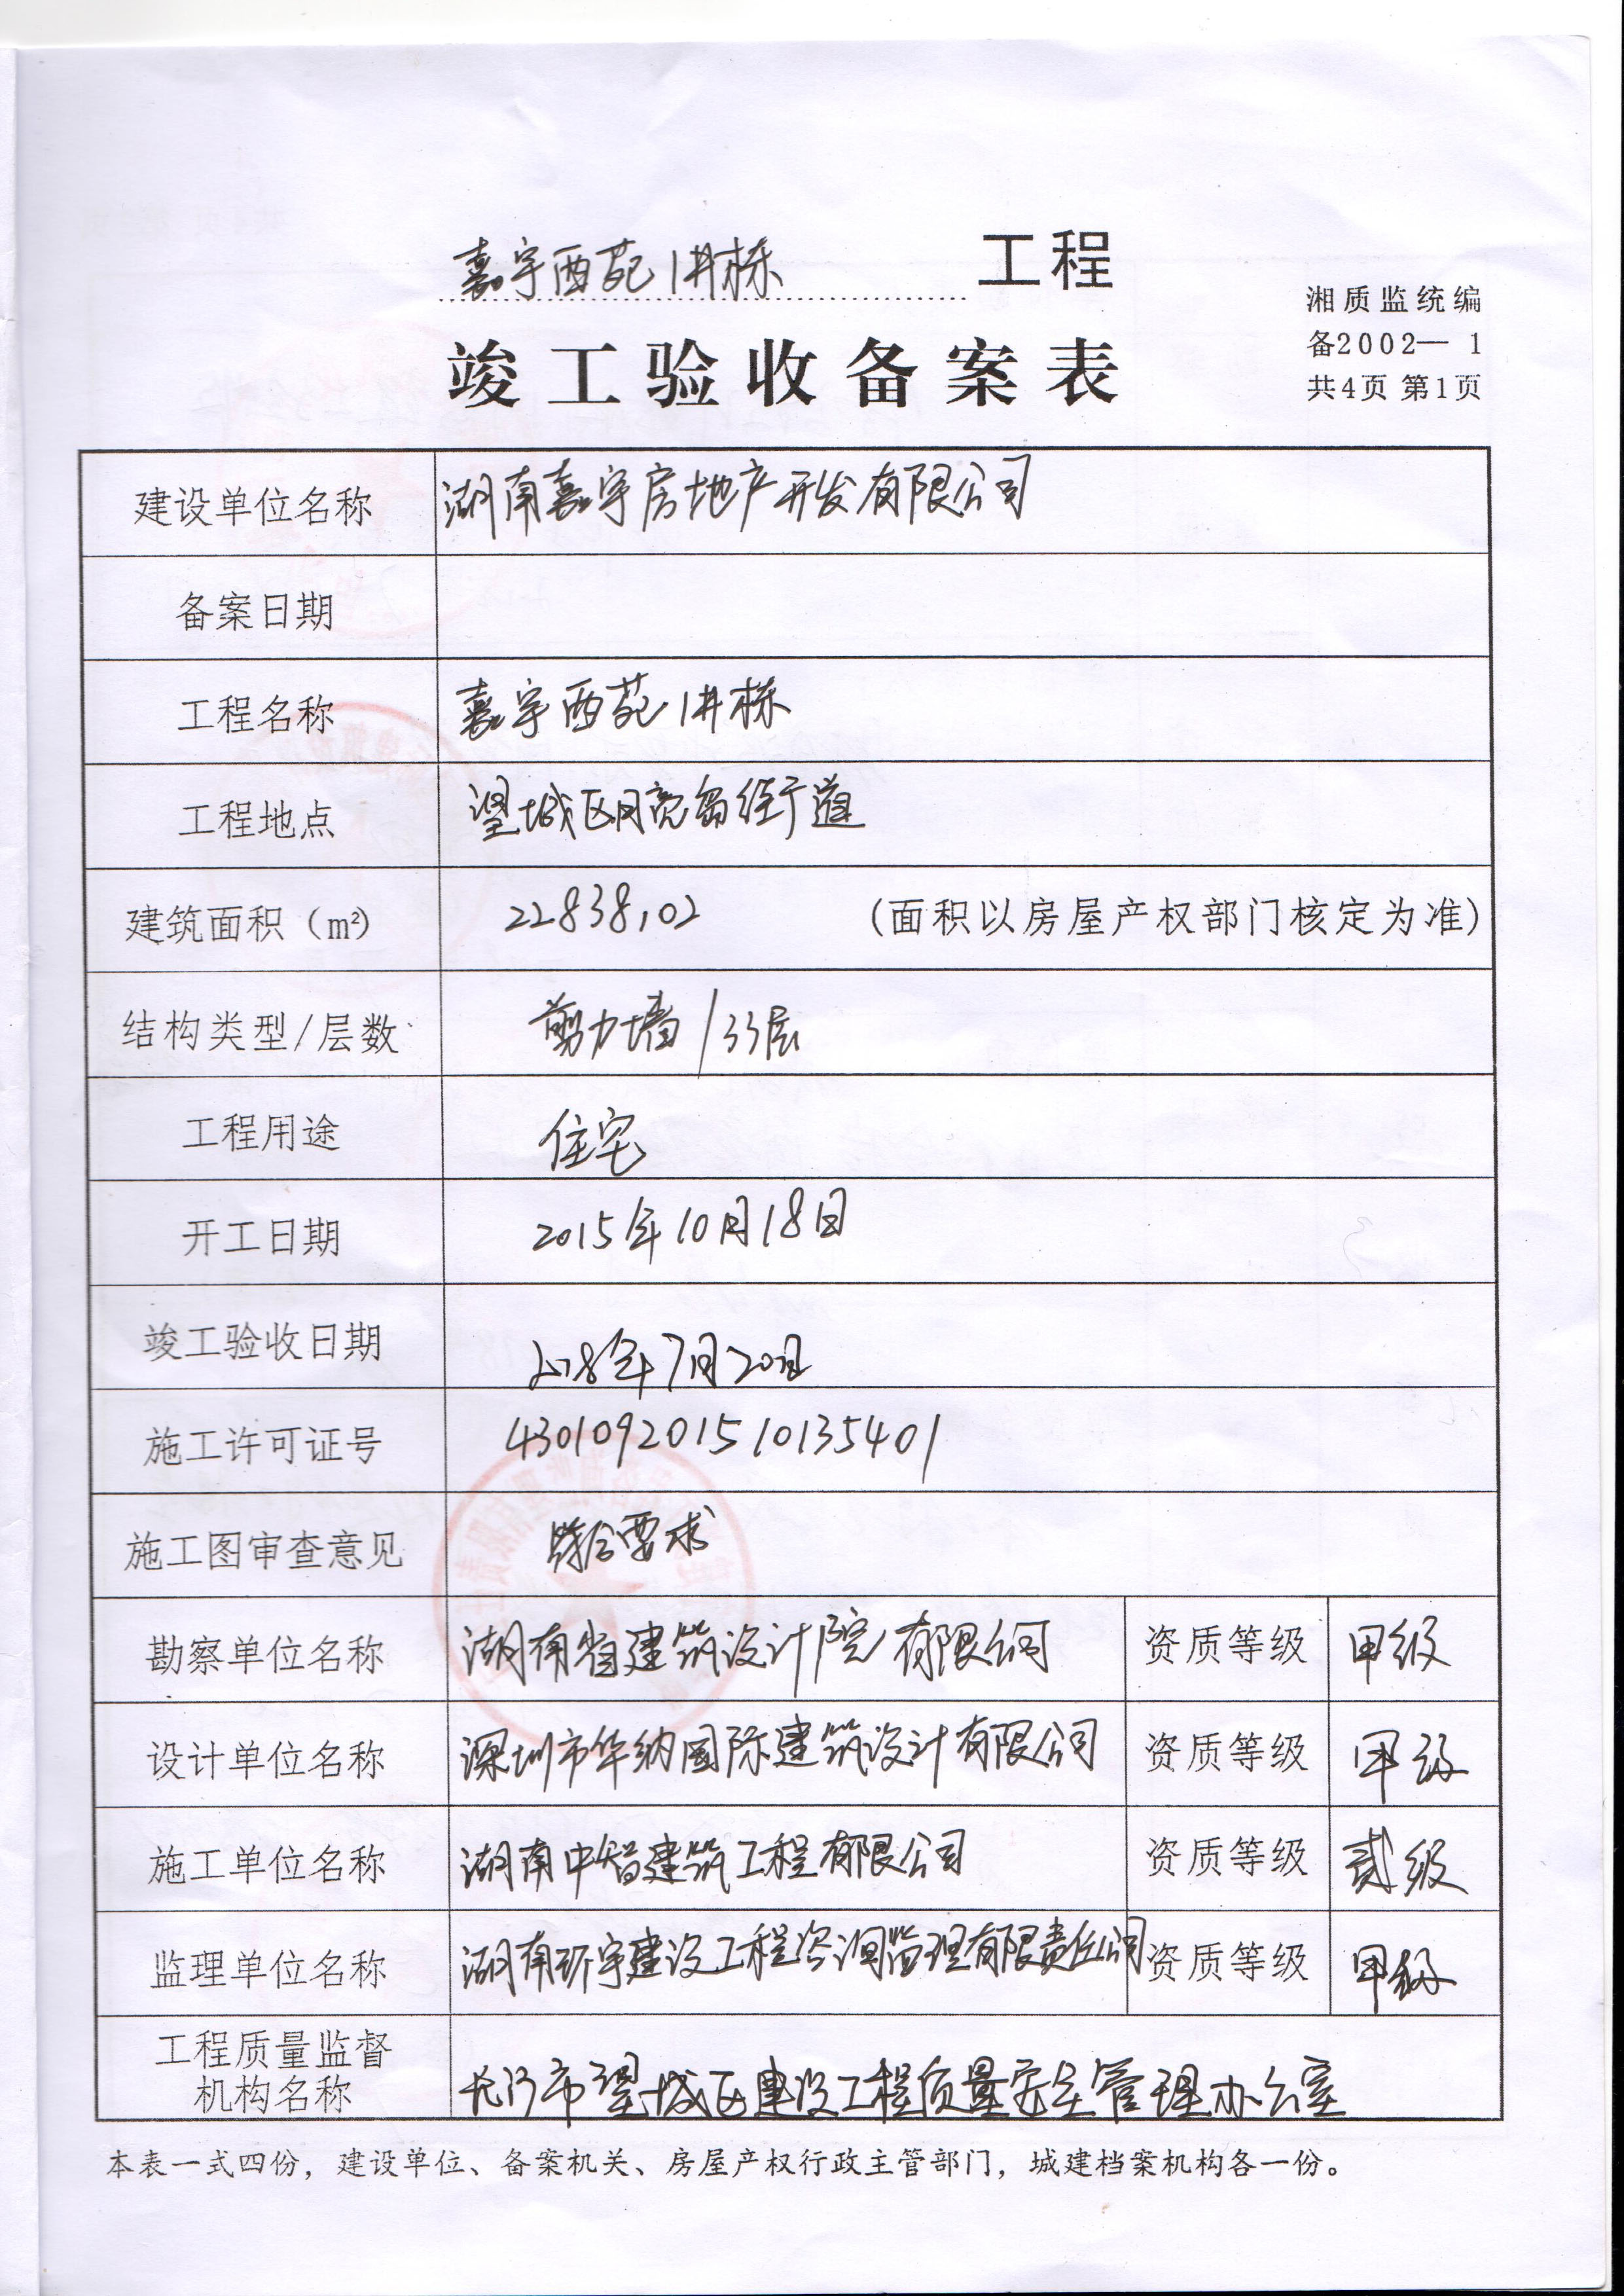 嘉宇西苑1#栋 工程
竣工验收备案表
湘质监统编
备2002—1
共4页 第1页
建设单位名称 湖南嘉宇房地产开发有限公司
备案日期
工程名称 嘉宇西苑1#栋
工程地点 望城区月亮岛街道
建筑面积（m²） 22838.02 (面积以房屋产权部门核定为准)
结构类型/层数 剪力墙/33层
工程用途 住宅
开工日期 2015年10月18日
竣工验收日期 2018年7月20日
施工许可证号 430109201510135401
施工图审查意见 符合要求
勘察单位名称 湖南省建筑设计院有限公司 资质等级 甲级
设计单位名称 深圳市华纳国际建筑设计有限公司 资质等级 甲级
施工单位名称 湖南中智建筑工程有限公司 资质等级 贰级
监理单位名称 湖南环宇建设工程咨询监理有限责任公司 资质等级 甲级
工程质量监督
机构名称 长沙市望城区建设工程质量安全管理办公室
本表一式四份，建设单位、备案机关、房屋产权行政主管部门，城建档案机构各一份。